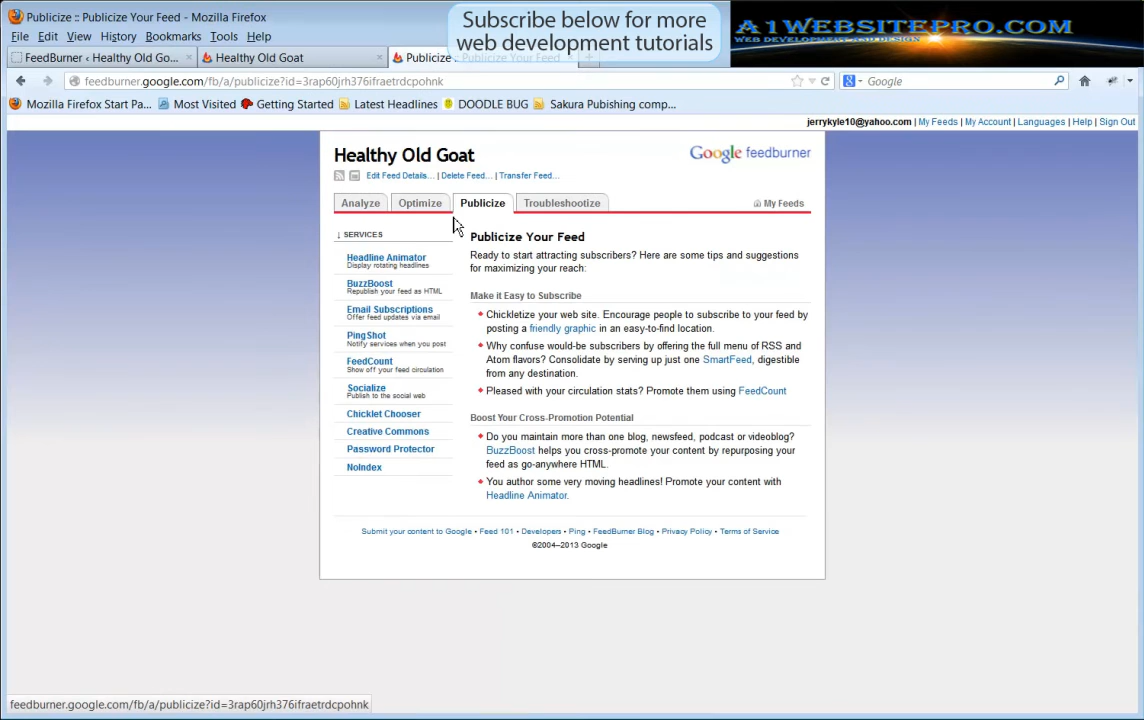 Publicize :: Publicize Your Feed - Mozilla Firefox
Subscribe below for more
web development tutorials
A1WEBSITEPRO.COM
WEB DEVELOPMENT AND DESIGN
File Edit View History Bookmarks Tools Help
FeedBurner ‹ Healthy Old Go... × Healthy Old Goat × Publicize :: Publicize Your Feed
feedburner.google.com/fb/a/publicize?id=3rap60jrh376ifraetrdcpohnk
Google
Mozilla Firefox Start Pa... Most Visited Getting Started Latest Headlines DOODLE BUG Sakura Pubishing comp...
jerrykyle10@yahoo.com | My Feeds | My Account | Languages | Help | Sign Out
Healthy Old Goat
Google feedburner
Edit Feed Details... | Delete Feed... | Transfer Feed...
Analyze Optimize Publicize Troubleshootize My Feeds
↓ SERVICES
Headline Animator
Display rotating headlines
BuzzBoost
Republish your feed as HTML
Email Subscriptions
Offer feed updates via email
PingShot
Notify services when you post
FeedCount
Show off your feed circulation
Socialize
Publish to the social web
Chicklet Chooser
Creative Commons
Password Protector
NoIndex
Publicize Your Feed
Ready to start attracting subscribers? Here are some tips and suggestions
for maximizing your reach:
Make it Easy to Subscribe
Chickletize your web site. Encourage people to subscribe to your feed by
posting a friendly graphic in an easy-to-find location.
Why confuse would-be subscribers by offering the full menu of RSS and
Atom flavors? Consolidate by serving up just one SmartFeed, digestible
from any destination.
Pleased with your circulation stats? Promote them using FeedCount
Boost Your Cross-Promotion Potential
Do you maintain more than one blog, newsfeed, podcast or videoblog?
BuzzBoost helps you cross-promote your content by repurposing your
feed as go-anywhere HTML.
You author some very moving headlines! Promote your content with
Headline Animator.
Submit your content to Google • Feed 101 • Developers • Ping • FeedBurner Blog • Privacy Policy • Terms of Service
©2004–2013 Google
feedburner.google.com/fb/a/publicize?id=3rap60jrh376ifraetrdcpohnk